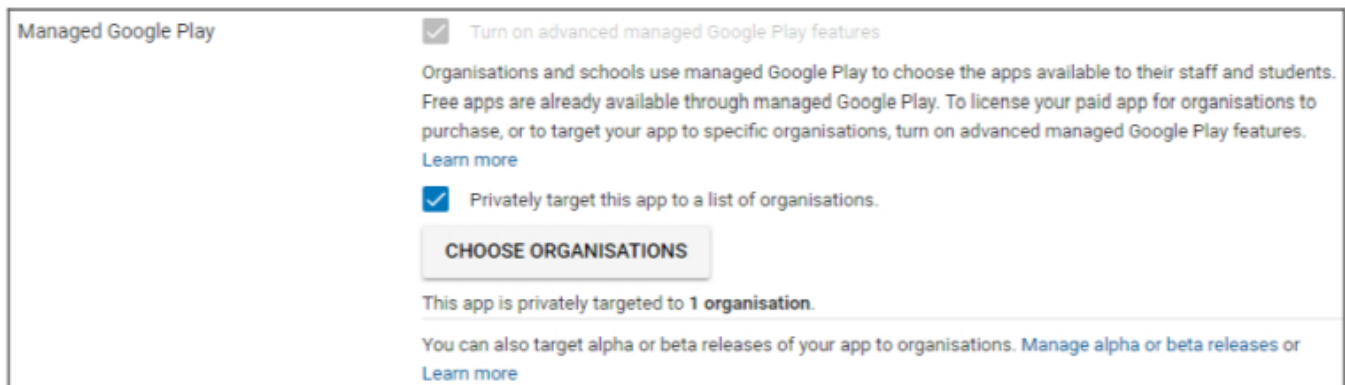 Managed Google Play
Turn on advanced managed Google Play features
Organisations and schools use managed Google Play to choose the apps available to their staff and students.
Free apps are already available through managed Google Play. To license your paid app for organisations to
purchase, or to target your app to specific organisations, turn on advanced managed Google Play features.
Learn more
Privately target this app to a list of organisations.
CHOOSE ORGANISATIONS
This app is privately targeted to 1 organisation.
You can also target alpha or beta releases of your app to organisations. Manage alpha or beta releases or
Learn more